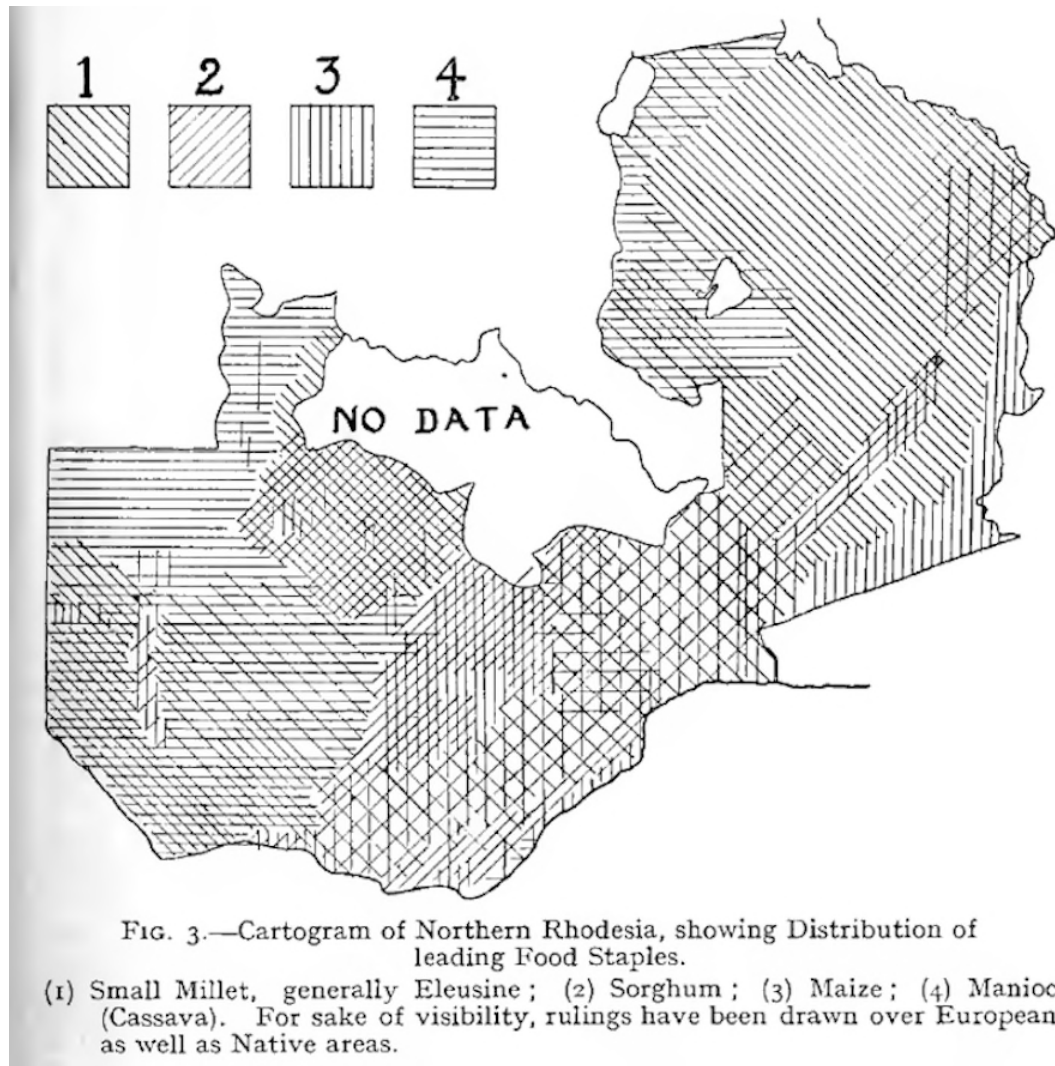 1 2 3 4
NO DATA
FIG. 3.—Cartogram of Northern Rhodesia, showing Distribution of
leading Food Staples.
(1) Small Millet, generally Eleusine ; (2) Sorghum ; (3) Maize ; (4) Manioc
(Cassava). For sake of visibility, rulings have been drawn over European
as well as Native areas.